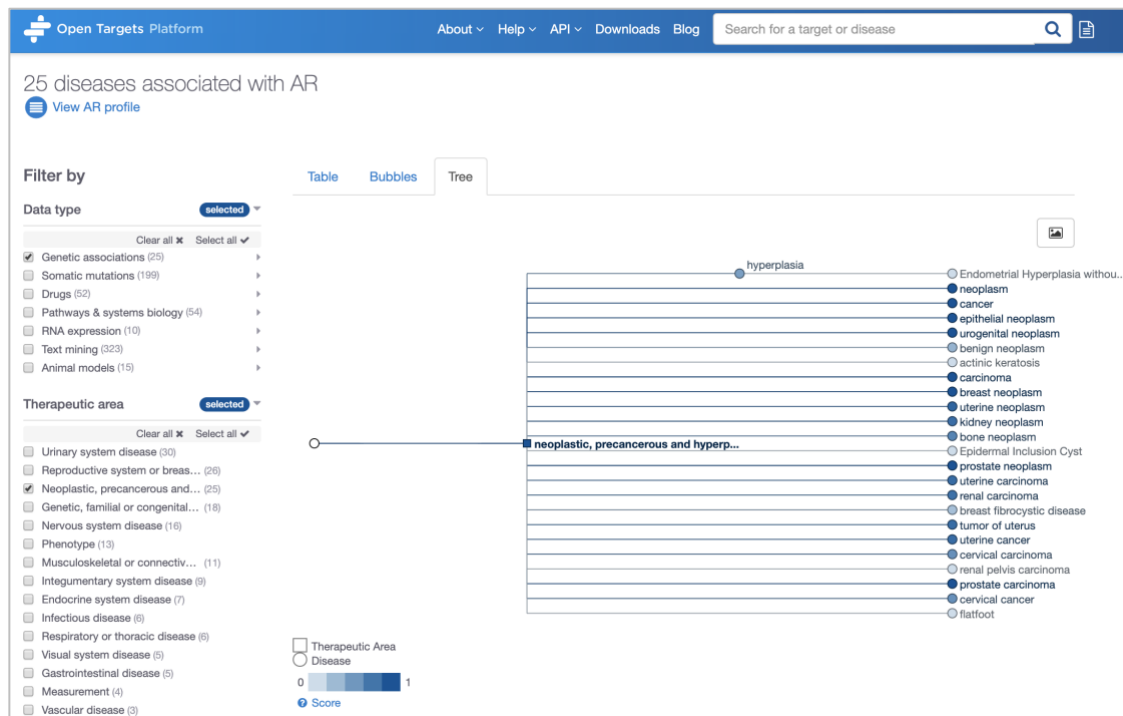 Open Targets Platform
About Help API Downloads Blog
Search for a target or disease
25 diseases associated with AR
View AR profile
Filter by
Data type selected
Clear all ✖ Select all ✔
Genetic associations (25)
Somatic mutations (199)
Drugs (52)
Pathways & systems biology (54)
RNA expression (10)
Text mining (323)
Animal models (15)
Therapeutic area selected
Clear all ✖ Select all ✔
Urinary system disease (30)
Reproductive system or breas... (26)
Neoplastic, precancerous and... (25)
Genetic, familial or congenital... (18)
Nervous system disease (16)
Phenotype (13)
Musculoskeletal or connectiv... (11)
Integumentary system disease (9)
Endocrine system disease (7)
Infectious disease (6)
Respiratory or thoracic disease (6)
Visual system disease (5)
Gastrointestinal disease (5)
Measurement (4)
Vascular disease (3)
Table Bubbles Tree
hyperplasia
Endometrial Hyperplasia withou...
neoplasm
cancer
epithelial neoplasm
urogenital neoplasm
benign neoplasm
actinic keratosis
carcinoma
breast neoplasm
uterine neoplasm
kidney neoplasm
bone neoplasm
neoplastic, precancerous and hyperp...
Epidermal Inclusion Cyst
prostate neoplasm
uterine carcinoma
renal carcinoma
breast fibrocystic disease
tumor of uterus
uterine cancer
cervical carcinoma
renal pelvis carcinoma
prostate carcinoma
cervical cancer
flatfoot
Therapeutic Area
Disease
0 1
Score